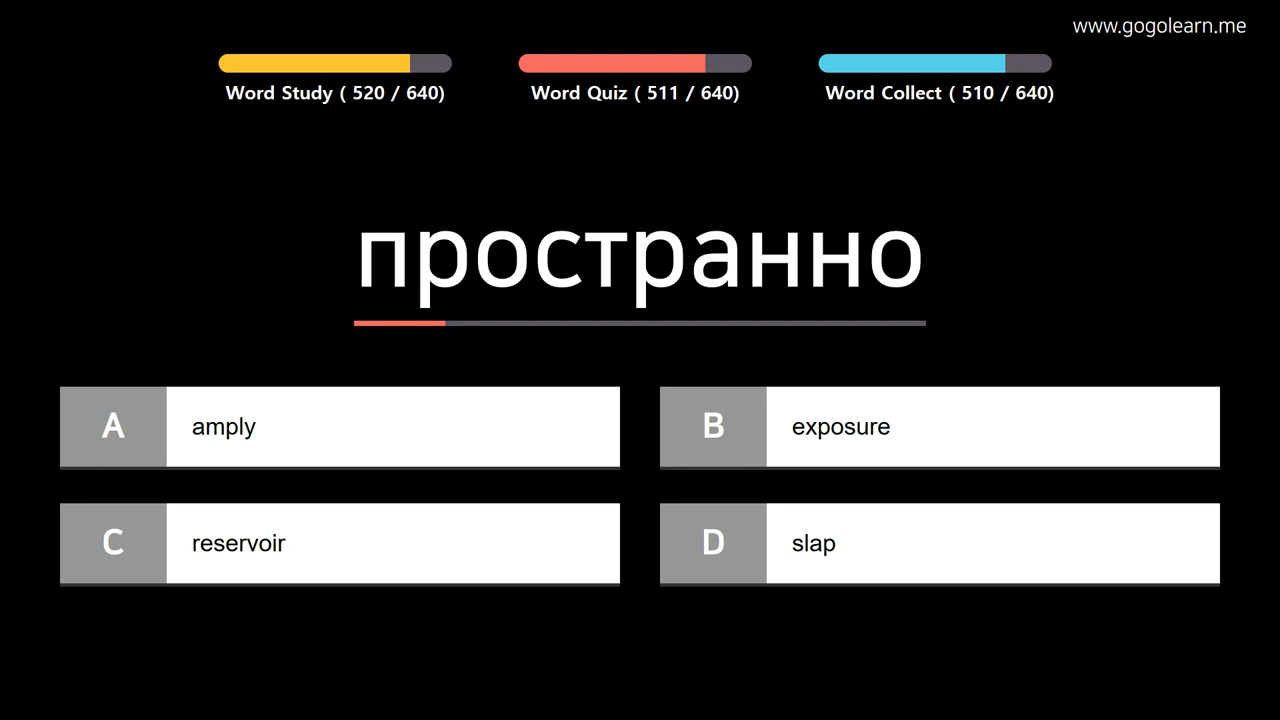 www.gogolearn.me
Word Study ( 520 / 640)
Word Quiz ( 511 / 640)
Word Collect ( 510 / 640)
пространно
A amply
B exposure
C reservoir
D slap